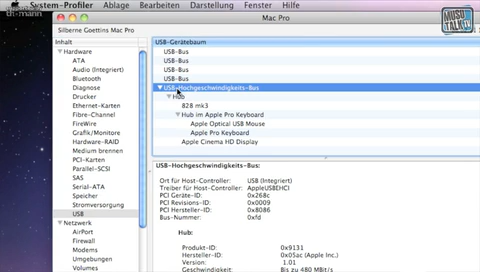 System-Profiler Ablage Bearbeiten Darstellung Fenster Hilfe
th·mann
MUSO TALK TV
Mac Pro
Silberne Goettins Mac Pro
Inhalt
Hardware
ATA
Audio (Integriert)
Bluetooth
Diagnose
Drucker
Ethernet-Karten
Fibre-Channel
FireWire
Grafik/Monitore
Hardware-RAID
Medium brennen
PCI-Karten
Parallel-SCSI
SAS
Serial-ATA
Speicher
Stromversorgung
USB
Netzwerk
AirPort
Firewall
Modems
Umgebungen
Volumes
USB-Gerätebaum
USB-Bus
USB-Bus
USB-Bus
USB-Bus
USB-Hochgeschwindigkeits-Bus
Hub
828 mk3
Hub im Apple Pro Keyboard
Apple Optical USB Mouse
Apple Pro Keyboard
Apple Cinema HD Display
USB-Hochgeschwindigkeits-Bus:
Ort für Host-Controller: USB (Integriert)
Treiber für Host-Controller: AppleUSBEHCI
PCI Geräte-ID: 0x268c
PCI Revisions-ID: 0x0009
PCI Hersteller-ID: 0x8086
Bus-Nummer: 0xfd
Hub:
Produkt-ID: 0x9131
Hersteller-ID: 0x05ac (Apple Inc.)
Version: 1.01
Geschwindigkeit: Bis zu 480 MBit/s